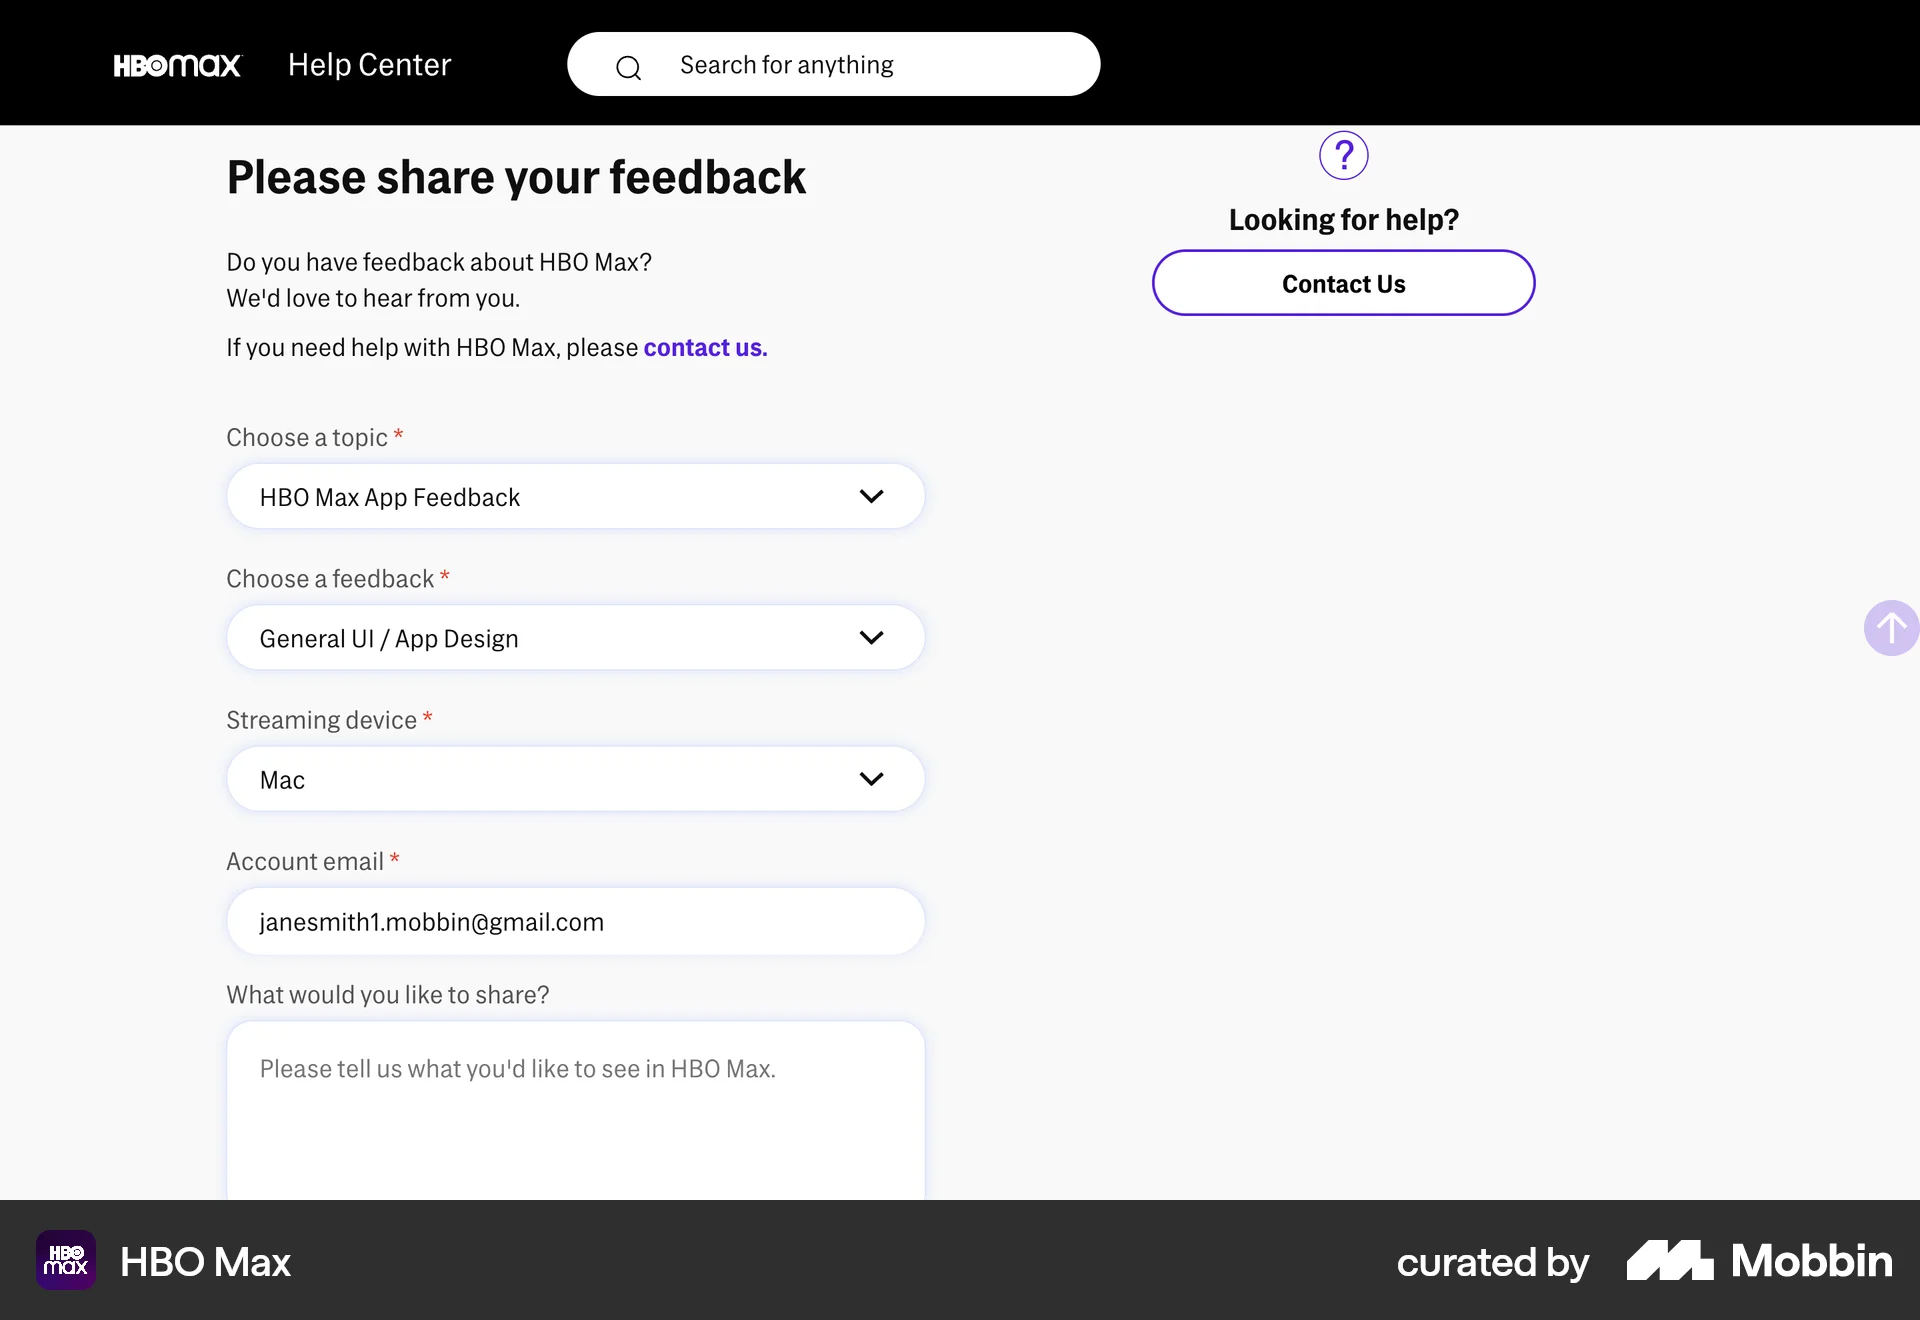 HBOMAX
Help Center
Search for anything
Please share your feedback
Do you have feedback about HBO Max?
We'd love to hear from you.
If you need help with HBO Max, please contact us.
?
Looking for help?
Contact Us
Choose a topic *
HBO Max App Feedback
Choose a feedback *
General UI / App Design
Streaming device *
Mac
Account email *
janesmith1.mobbin@gmail.com
What would you like to share?
Please tell us what you'd like to see in HBO Max.
HBO
max
HBO Max
curated by
Mobbin